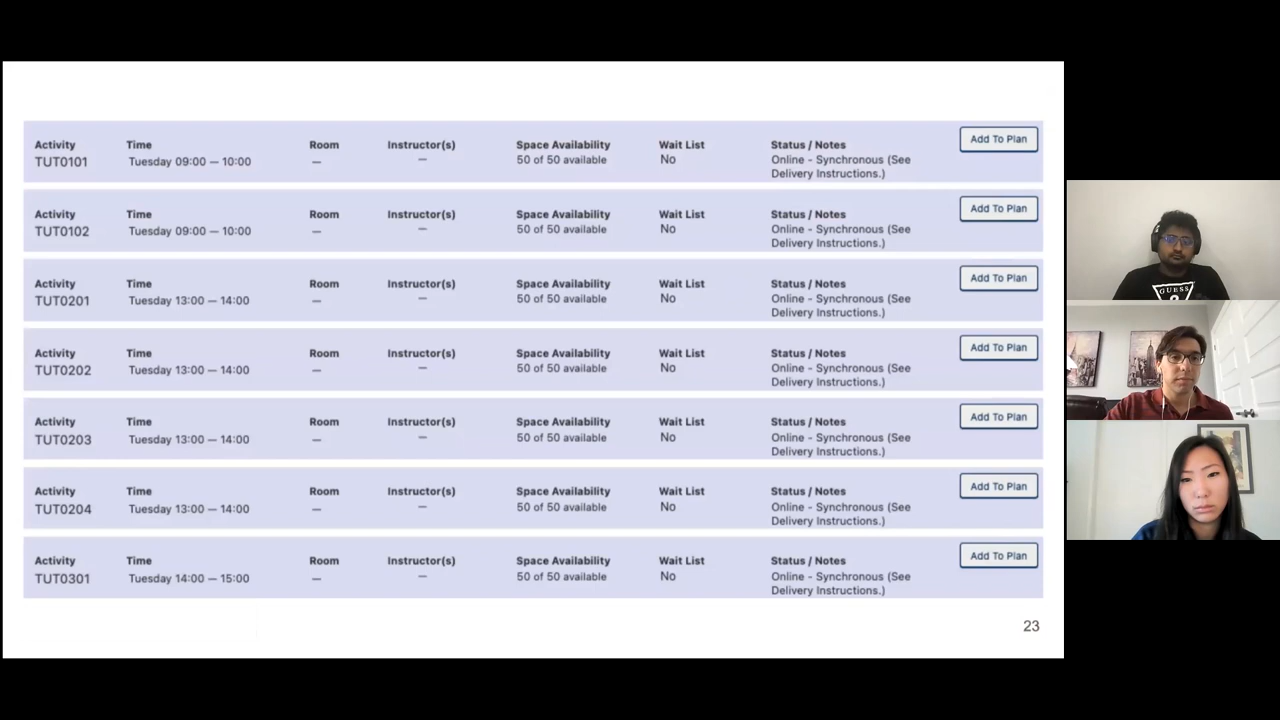 Activity Time Room Instructor(s) Space Availability Wait List Status / Notes Add To Plan
TUT0101 Tuesday 09:00 — 10:00 — — 50 of 50 available No Online - Synchronous (See
Delivery Instructions.)
Activity Time Room Instructor(s) Space Availability Wait List Status / Notes Add To Plan
TUT0102 Tuesday 09:00 — 10:00 — — 50 of 50 available No Online - Synchronous (See
Delivery Instructions.)
Activity Time Room Instructor(s) Space Availability Wait List Status / Notes Add To Plan
TUT0201 Tuesday 13:00 — 14:00 — — 50 of 50 available No Online - Synchronous (See
Delivery Instructions.)
Activity Time Room Instructor(s) Space Availability Wait List Status / Notes Add To Plan
TUT0202 Tuesday 13:00 — 14:00 — — 50 of 50 available No Online - Synchronous (See
Delivery Instructions.)
Activity Time Room Instructor(s) Space Availability Wait List Status / Notes Add To Plan
TUT0203 Tuesday 13:00 — 14:00 — — 50 of 50 available No Online - Synchronous (See
Delivery Instructions.)
Activity Time Room Instructor(s) Space Availability Wait List Status / Notes Add To Plan
TUT0204 Tuesday 13:00 — 14:00 — — 50 of 50 available No Online - Synchronous (See
Delivery Instructions.)
Activity Time Room Instructor(s) Space Availability Wait List Status / Notes Add To Plan
TUT0301 Tuesday 14:00 — 15:00 — — 50 of 50 available No Online - Synchronous (See
Delivery Instructions.)
23
GUESS
?